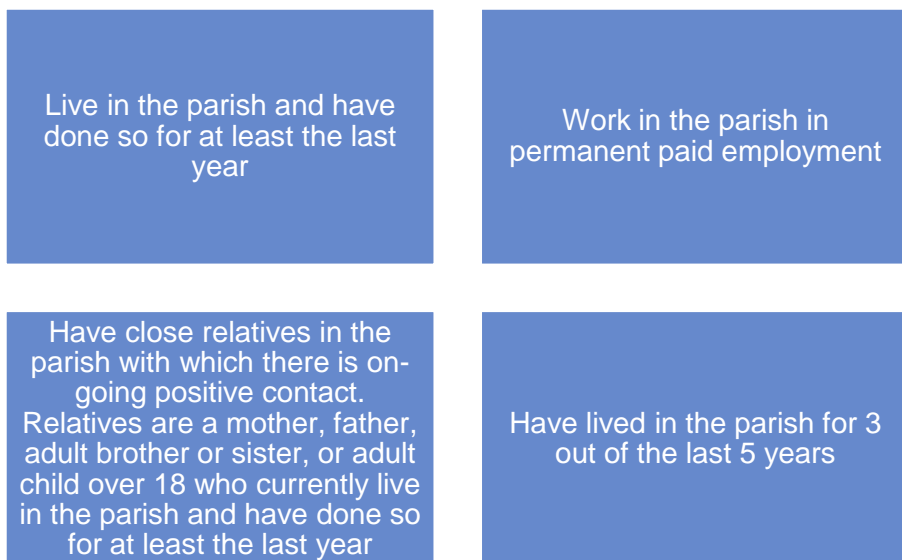 Live in the parish and have
done so for at least the last
year
Work in the parish in
permanent paid employment
Have close relatives in the
parish with which there is on-
going positive contact.
Relatives are a mother, father,
adult brother or sister, or adult
child over 18 who currently live
in the parish and have done so
for at least the last year
Have lived in the parish for 3
out of the last 5 years